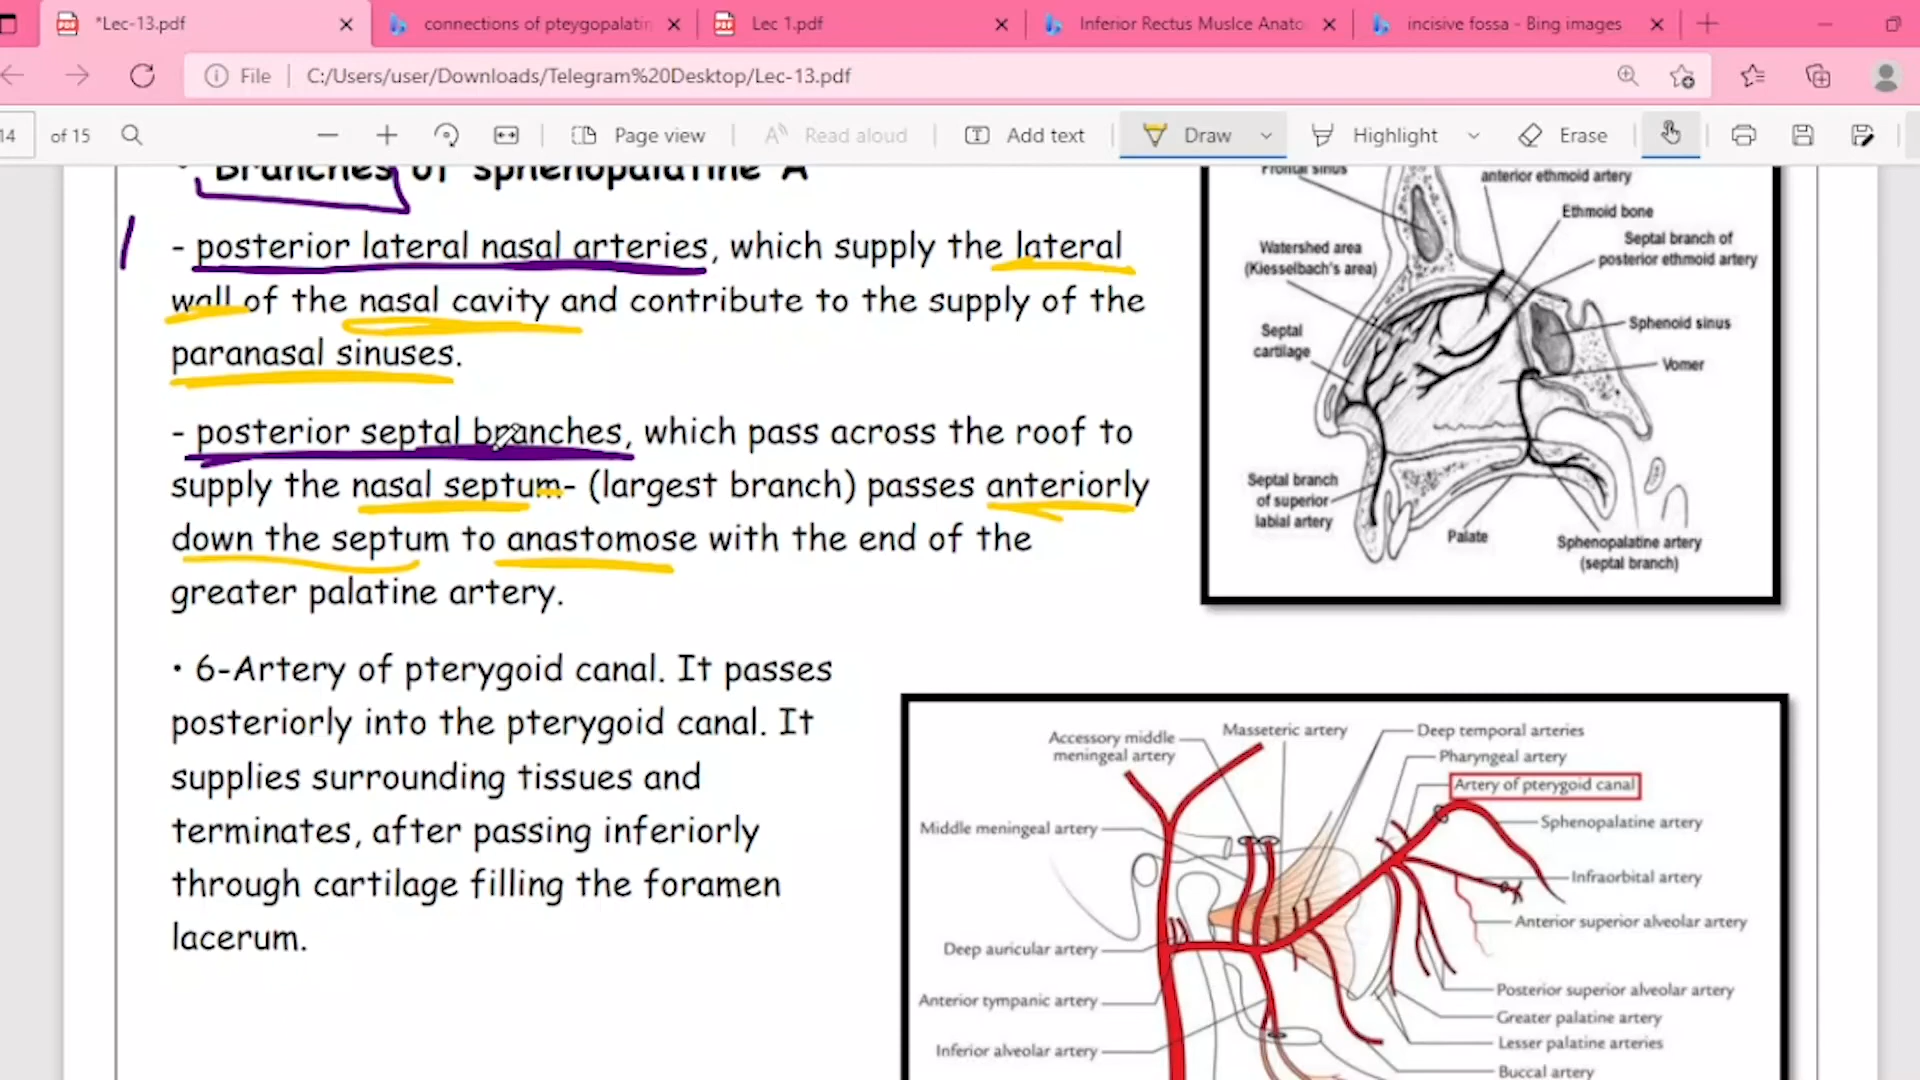 *Lec-13.pdf
connections of pteygopalatin
Lec 1.pdf
Inferior Rectus Muslce Anato
incisive fossa - Bing images
File
C:/Users/user/Downloads/Telegram%20Desktop/Lec-13.pdf
14 of 15
Page view
Read aloud
Add text
Draw
Highlight
Erase
• Branches of sphenopalatine A
- posterior lateral nasal arteries, which supply the lateral
wall of the nasal cavity and contribute to the supply of the
paranasal sinuses.
- posterior septal branches, which pass across the roof to
supply the nasal septum- (largest branch) passes anteriorly
down the septum to anastomose with the end of the
greater palatine artery.
• 6-Artery of pterygoid canal. It passes
posteriorly into the pterygoid canal. It
supplies surrounding tissues and
terminates, after passing inferiorly
through cartilage filling the foramen
lacerum.
Frontal sinus
anterior ethmoid artery
Ethmoid bone
Watershed area
(Kiesselbach's area)
Septal branch of
posterior ethmoid artery
Septal
cartilage
Sphenoid sinus
Vomer
Septal branch
of superior
labial artery
Palate
Sphenopalatine artery
(septal branch)
Accessory middle
meningeal artery
Masseteric artery
Deep temporal arteries
Pharyngeal artery
Artery of pterygoid canal
Middle meningeal artery
Sphenopalatine artery
Infraorbital artery
Anterior superior alveolar artery
Deep auricular artery
Anterior tympanic artery
Posterior superior alveolar artery
Greater palatine artery
Lesser palatine arteries
Inferior alveolar artery
Buccal artery